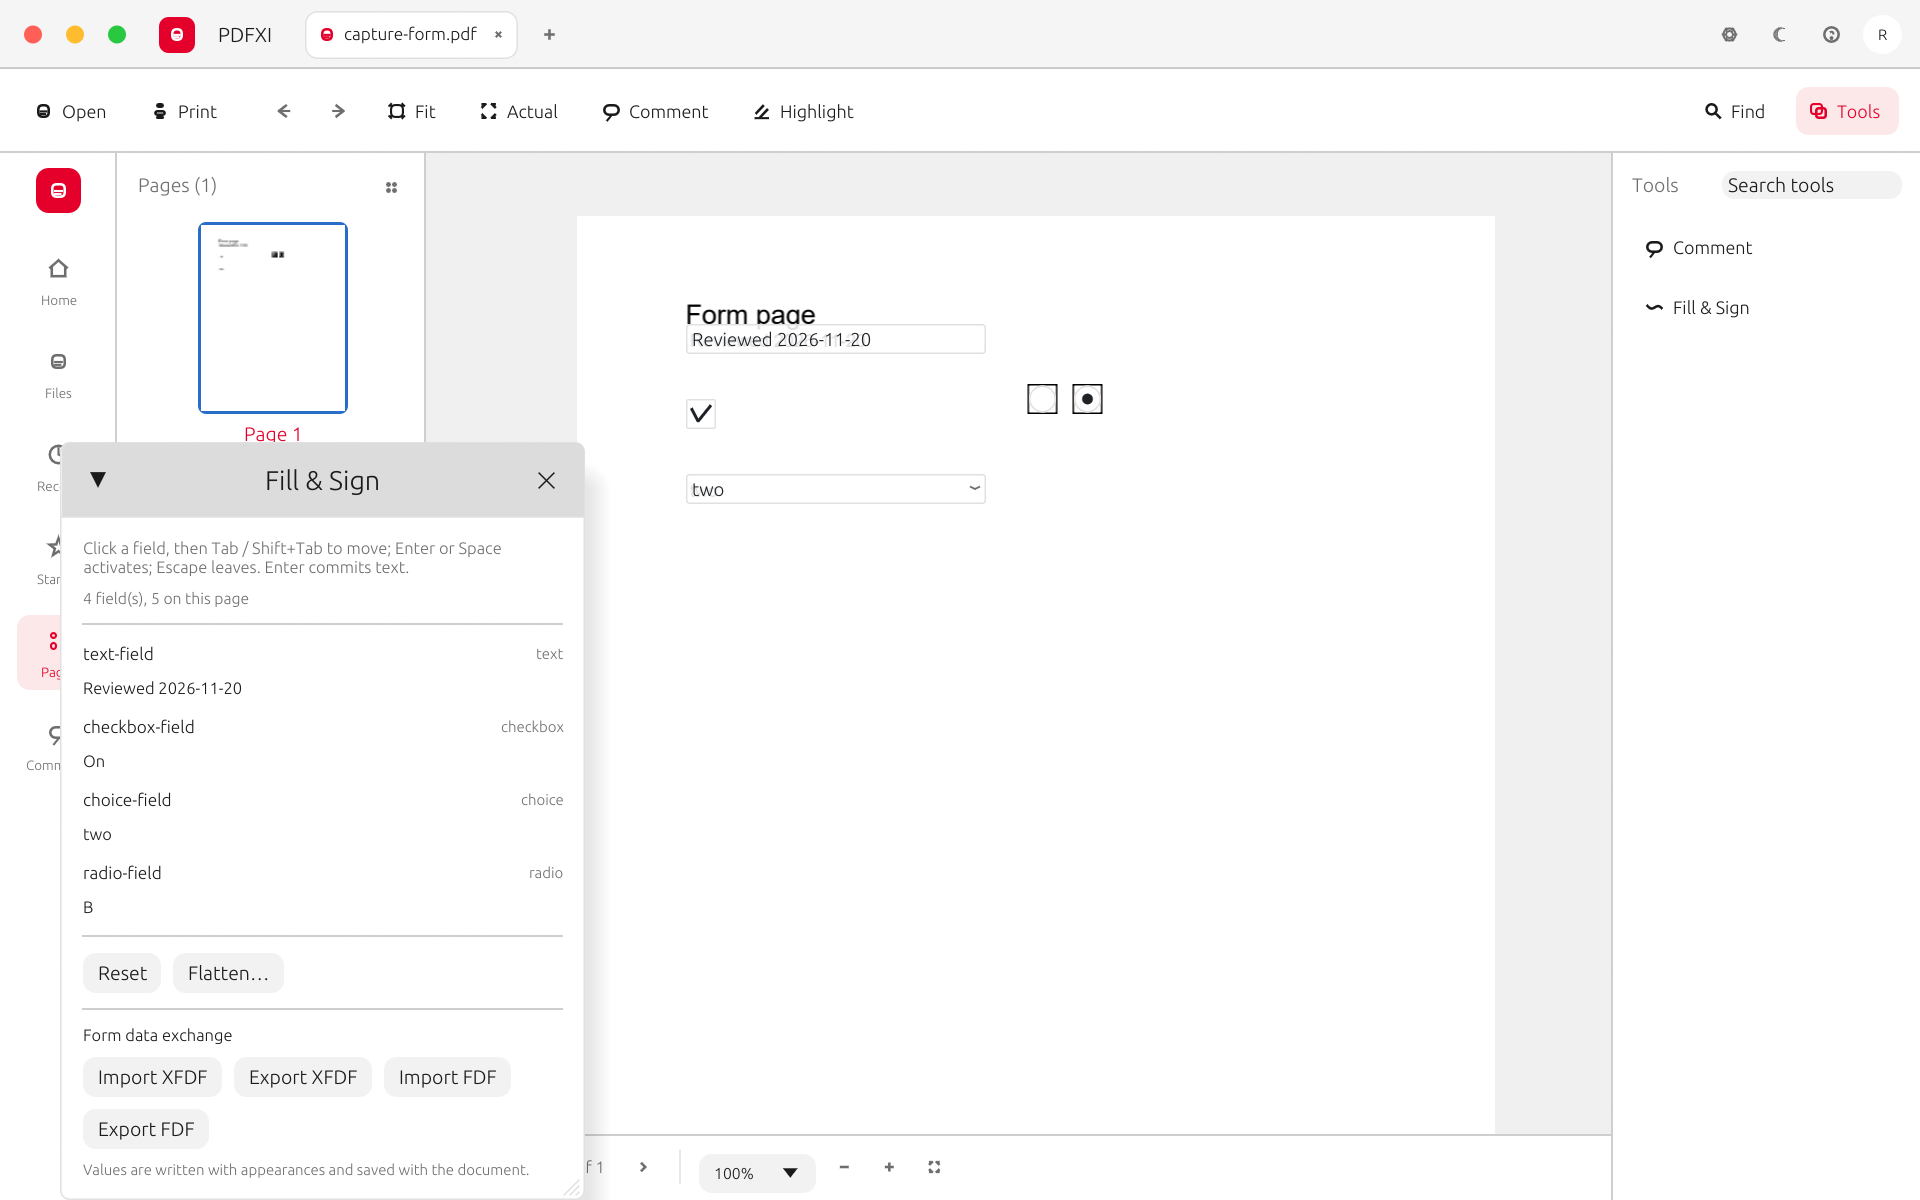 PDFXI
capture-form.pdf
R
Open
Print
Fit
Actual
Comment
Highlight
Find
Tools
Home
Files
Pages (1)
Page 1
Form page
Reviewed 2026-11-20
two
Tools
Search tools
Comment
Fill & Sign
Fill & Sign
Click a field, then Tab / Shift+Tab to move; Enter or Space
activates; Escape leaves. Enter commits text.
4 field(s), 5 on this page
text-field
text
Reviewed 2026-11-20
checkbox-field
checkbox
On
choice-field
choice
two
radio-field
radio
B
Reset
Flatten…
Form data exchange
Import XFDF
Export XFDF
Import FDF
Export FDF
Values are written with appearances and saved with the document.
1
100%